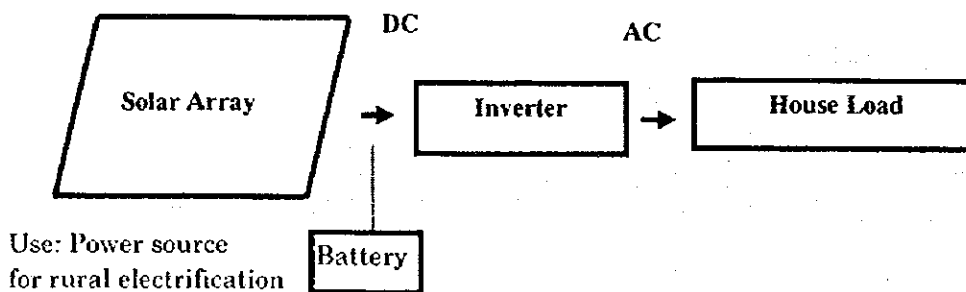 DC
AC
Solar Array
Inverter
House Load
Use: Power source
for rural electrification
Battery